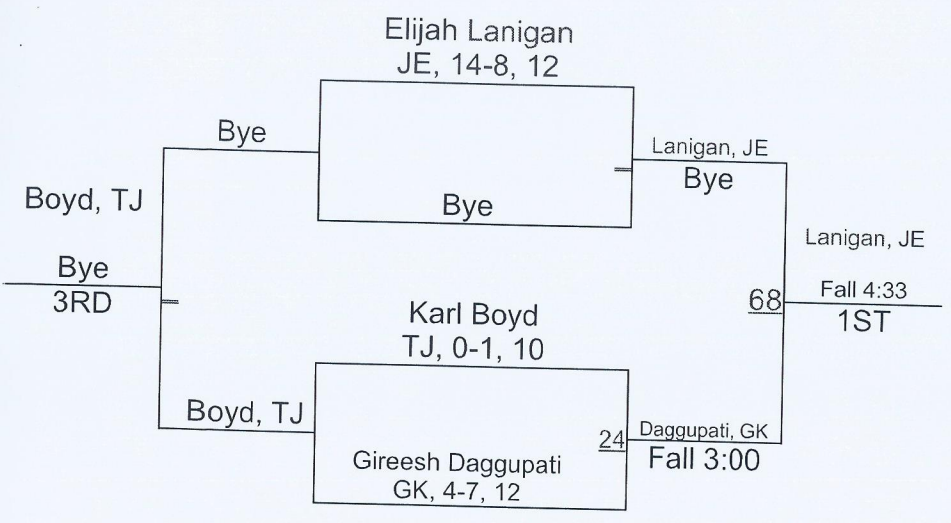 Elijah Lanigan
JE, 14-8, 12
Bye
Lanigan, JE
Bye
Boyd, TJ
Bye
Lanigan, JE
Bye
3RD
Fall 4:33
68
1ST
Karl Boyd
TJ, 0-1, 10
Boyd, TJ
Daggupati, GK
24
Fall 3:00
Gireesh Daggupati
GK, 4-7, 12